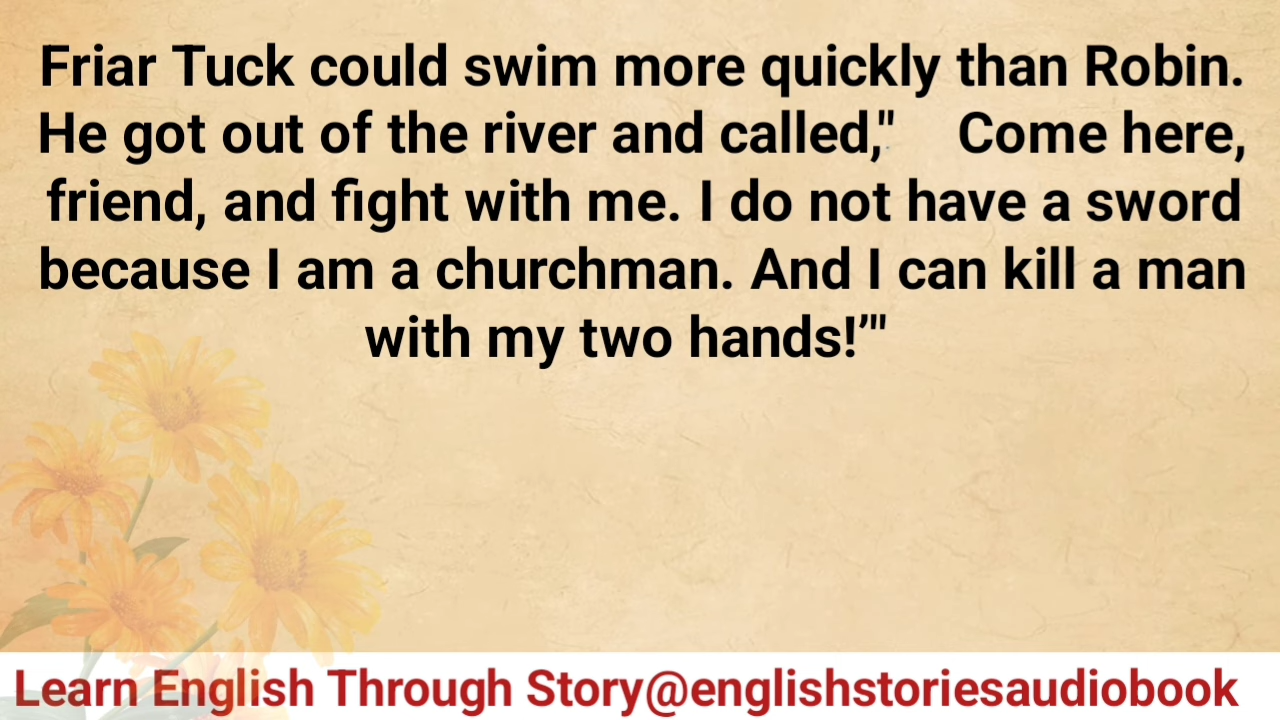 Friar Tuck could swim more quickly than Robin.
He got out of the river and called," Come here,
friend, and fight with me. I do not have a sword
because I am a churchman. And I can kill a man
with my two hands!’"
Learn English Through Story@englishstoriesaudiobook